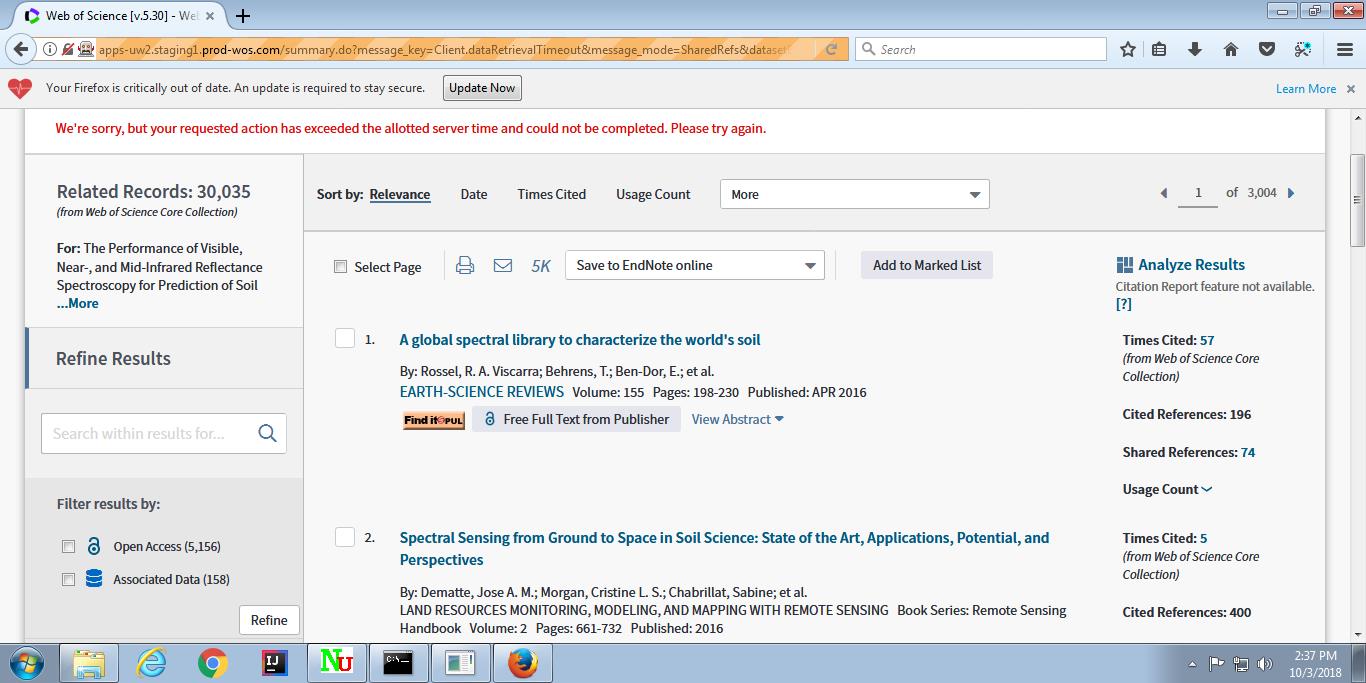 Web of Science [v.5.30] - We
apps-uw2.staging1.prod-wos.com/summary.do?message_key=Client.dataRetrievalTimeout&message_mode=SharedRefs&dataset
Search
Your Firefox is critically out of date. An update is required to stay secure.
Update Now
Learn More
We're sorry, but your requested action has exceeded the allotted server time and could not be completed. Please try again.
Related Records: 30,035
(from Web of Science Core Collection)
For: The Performance of Visible,
Near-, and Mid-Infrared Reflectance
Spectroscopy for Prediction of Soil
...More
Refine Results
Search within results for...
Filter results by:
Open Access (5,156)
Associated Data (158)
Refine
Sort by: Relevance Date Times Cited Usage Count More
1 of 3,004
Select Page
5K
Save to EndNote online
Add to Marked List
Analyze Results
Citation Report feature not available.
[?]
1. A global spectral library to characterize the world's soil
By: Rossel, R. A. Viscarra; Behrens, T.; Ben-Dor, E.; et al.
EARTH-SCIENCE REVIEWS Volume: 155 Pages: 198-230 Published: APR 2016
Find it@PUL
Free Full Text from Publisher
View Abstract
Times Cited: 57
(from Web of Science Core
Collection)
Cited References: 196
Shared References: 74
Usage Count
2. Spectral Sensing from Ground to Space in Soil Science: State of the Art, Applications, Potential, and
Perspectives
By: Dematte, Jose A. M.; Morgan, Cristine L. S.; Chabrillat, Sabine; et al.
LAND RESOURCES MONITORING, MODELING, AND MAPPING WITH REMOTE SENSING Book Series: Remote Sensing
Handbook Volume: 2 Pages: 661-732 Published: 2016
Times Cited: 5
(from Web of Science Core
Collection)
Cited References: 400
IJ
Nu
C:\
2:37 PM
10/3/2018